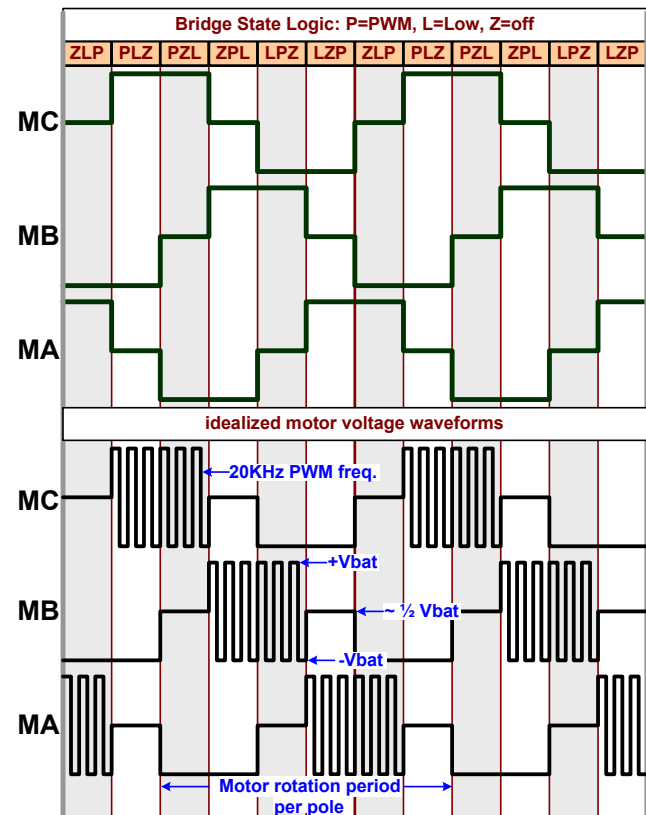 Bridge State Logic: P=PWM, L=Low, Z=off
ZLP PLZ PZL ZPL LPZ LZP ZLP PLZ PZL ZPL LPZ LZP
MC
MB
MA
idealized motor voltage waveforms
MC
20KHz PWM freq.
+Vbat
MB
~ ½ Vbat
-Vbat
MA
Motor rotation period
per pole